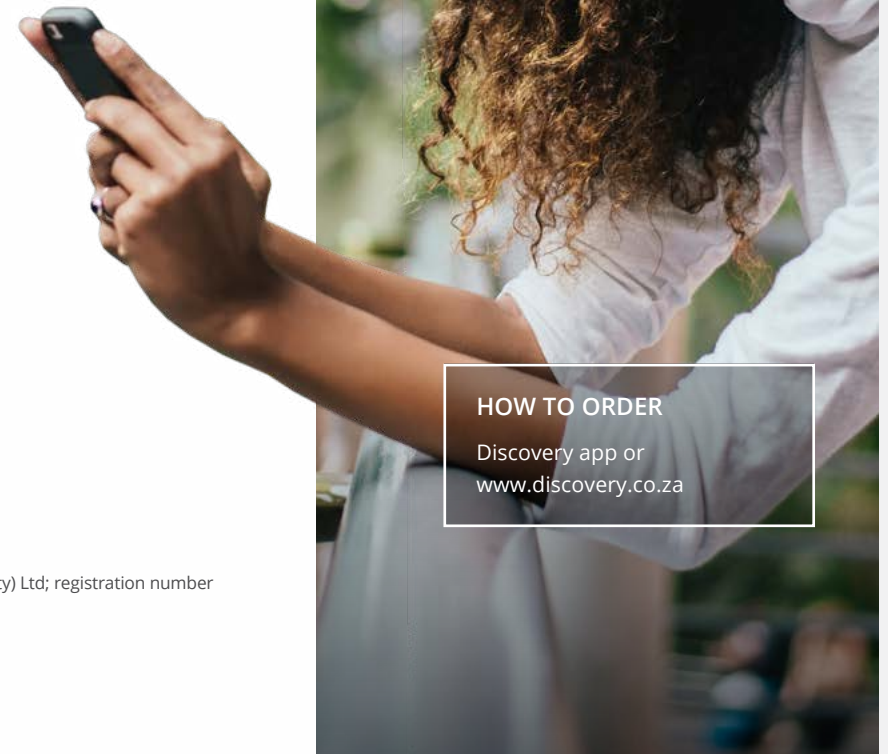 HOW TO ORDER
Discovery app or
www.discovery.co.za
Ltd; registration number